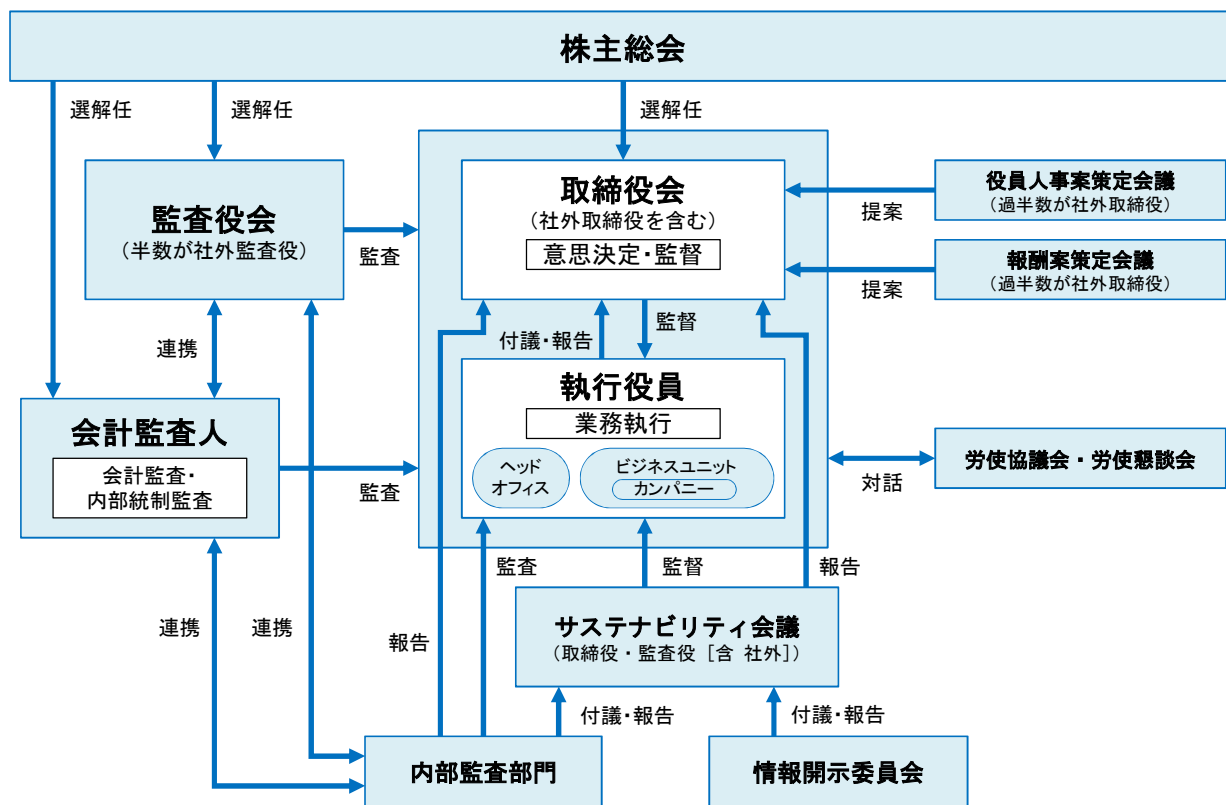 株主総会
選解任
選解任
選解任
監査役会
(半数が社外監査役)
監査
取締役会
(社外取締役を含む)
意思決定・監督
役員人事案策定会議
(過半数が社外取締役)
提案
報酬案策定会議
(過半数が社外取締役)
提案
連携
付議・報告
監督
執行役員
業務執行
ヘッド
オフィス
ビジネスユニット
カンパニー
会計監査人
会計監査・
内部統制監査
監査
労使協議会・労使懇談会
対話
監査
監督
報告
連携
連携
報告
サステナビリティ会議
(取締役・監査役 [含 社外])
付議・報告
付議・報告
内部監査部門
情報開示委員会